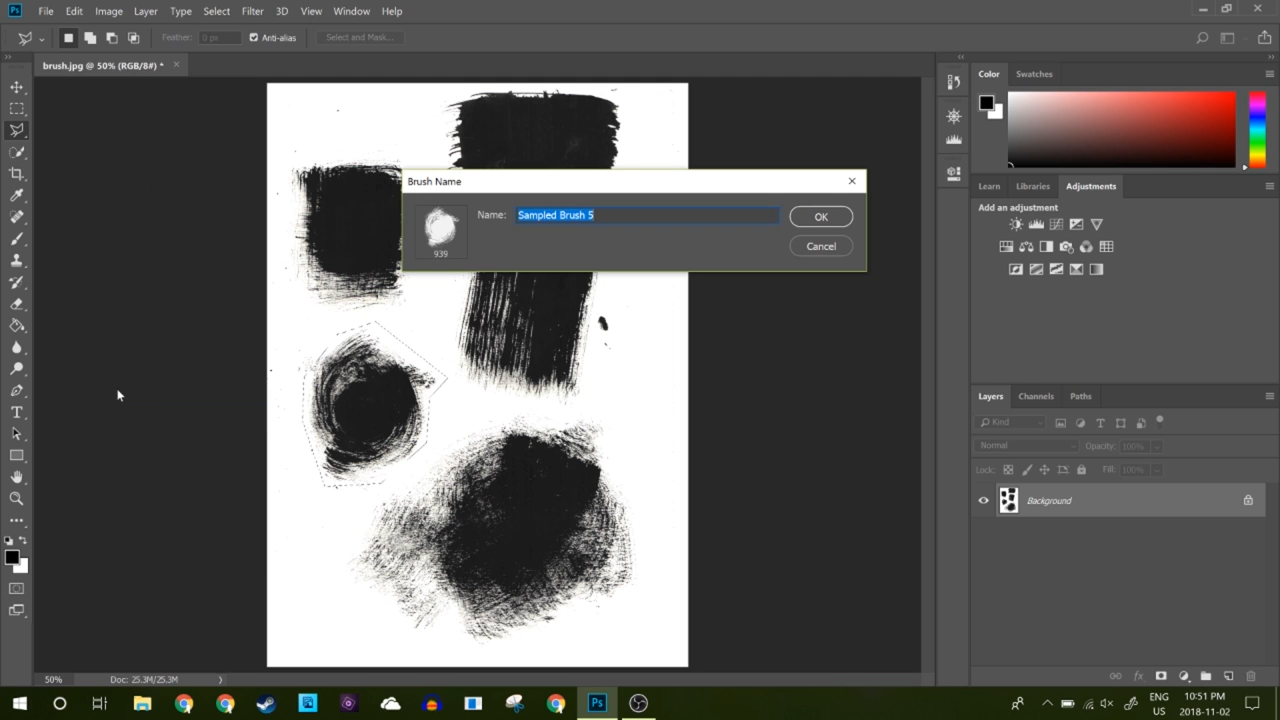 Ps File Edit Image Layer Type Select Filter 3D View Window Help
Feather: 0 px Anti-alias Select and Mask...
brush.jpg @ 50% (RGB/8#) * ×
Color Swatches
Brush Name
Name: Sampled Brush 5 OK
939 Cancel
Learn Libraries Adjustments
Add an adjustment
Layers Channels Paths
Kind
Normal Opacity: 100%
Lock: Fill: 100%
Background
50% Doc: 25.3M/25.3M
Ps ENG 10:51 PM
US 2018-11-02